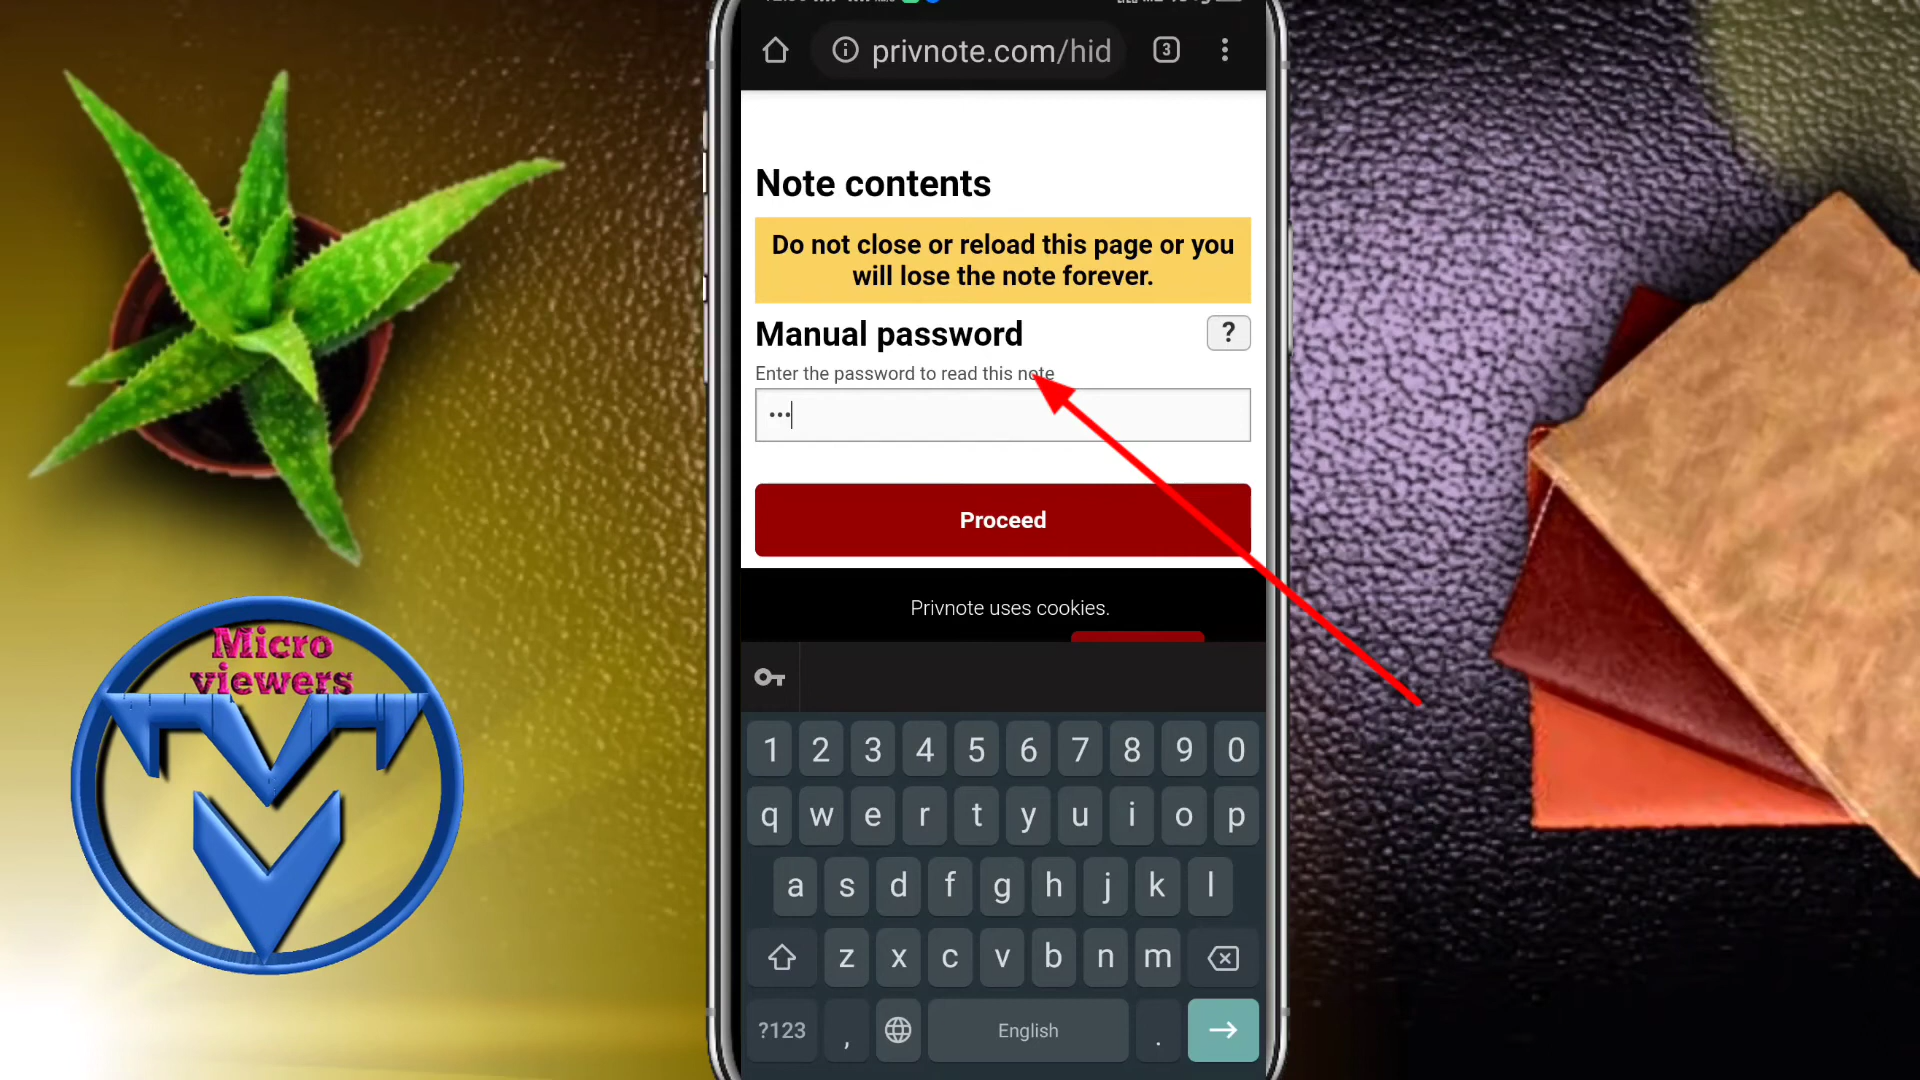 privnote.com/hid
3
Note contents
Do not close or reload this page or you
will lose the note forever.
Manual password
?
Enter the password to read this note
•••
Proceed
Privnote uses cookies.
Micro
viewers
1 2 3 4 5 6 7 8 9 0
q w e r t y u i o p
a s d f g h j k l
z x c v b n m
?123 , English .